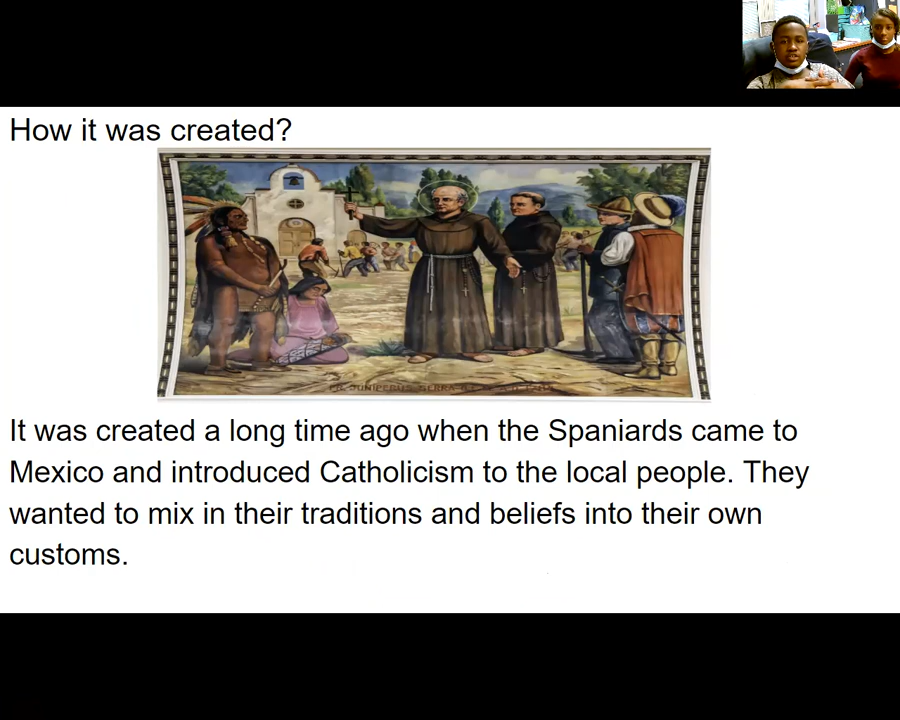 How it was created?
It was created a long time ago when the Spaniards came to
Mexico and introduced Catholicism to the local people. They
wanted to mix in their traditions and beliefs into their own
customs.